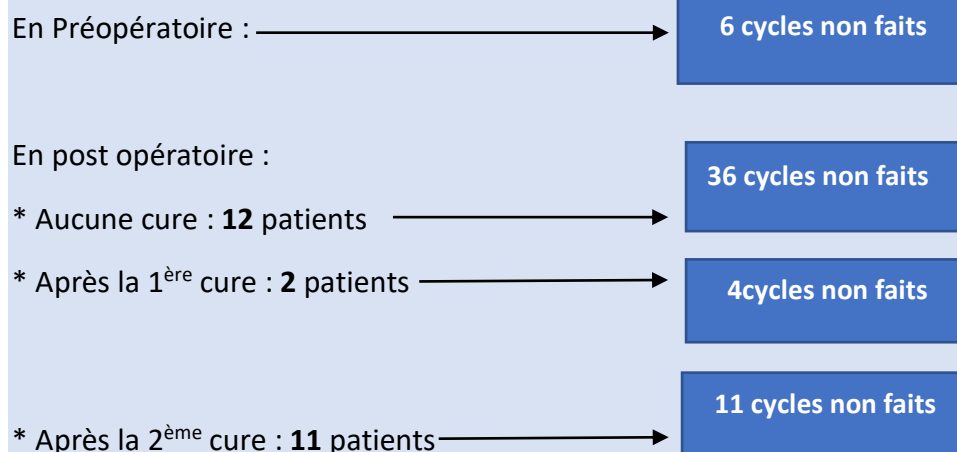 En Préopératoire :
6 cycles non faits
En post opératoire :
36 cycles non faits
* Aucune cure : 12 patients
* Après la 1ère cure : 2 patients
4cycles non faits
11 cycles non faits
* Après la 2ème cure : 11 patients